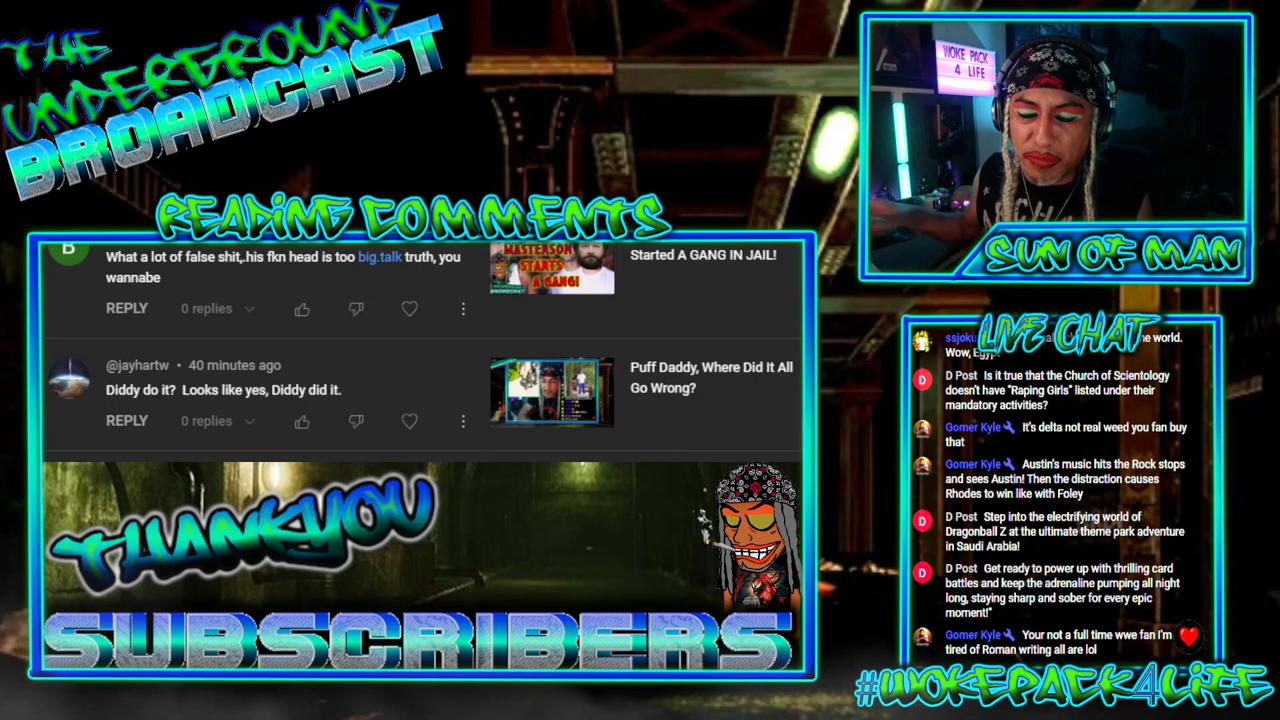 THE
UNDERGROUND
BROADCAST
READING COMMENTS
B
What a lot of false shit,.his fkn head is too big.talk truth, you
wannabe
REPLY 0 replies
MASTERSON
STARTS
A GANG!
Started A GANG IN JAIL!
@jayhartw • 40 minutes ago
Diddy do it? Looks like yes, Diddy did it.
REPLY 0 replies
Puff Daddy, Where Did It All
Go Wrong?
THANKYOU
SUBSCRIBERS
WOKE PACK
4 LIFE
SUN OF MAN
LIVE CHAT
ssjoku
world.
Wow, Egyp?
D Post Is it true that the Church of Scientology
doesn't have "Raping Girls" listed under their
mandatory activities?
Gomer Kyle It's delta not real weed you fan buy
that
Gomer Kyle Austin's music hits the Rock stops
and sees Austin! Then the distraction causes
Rhodes to win like with Foley
D Post Step into the electrifying world of
Dragonball Z at the ultimate theme park adventure
in Saudi Arabia!
D Post Get ready to power up with thrilling card
battles and keep the adrenaline pumping all night
long, staying sharp and sober for every epic
moment!"
Gomer Kyle Your not a full time wwe fan I'm
tired of Roman writing all are lol
#WOKEPACK4LIFE